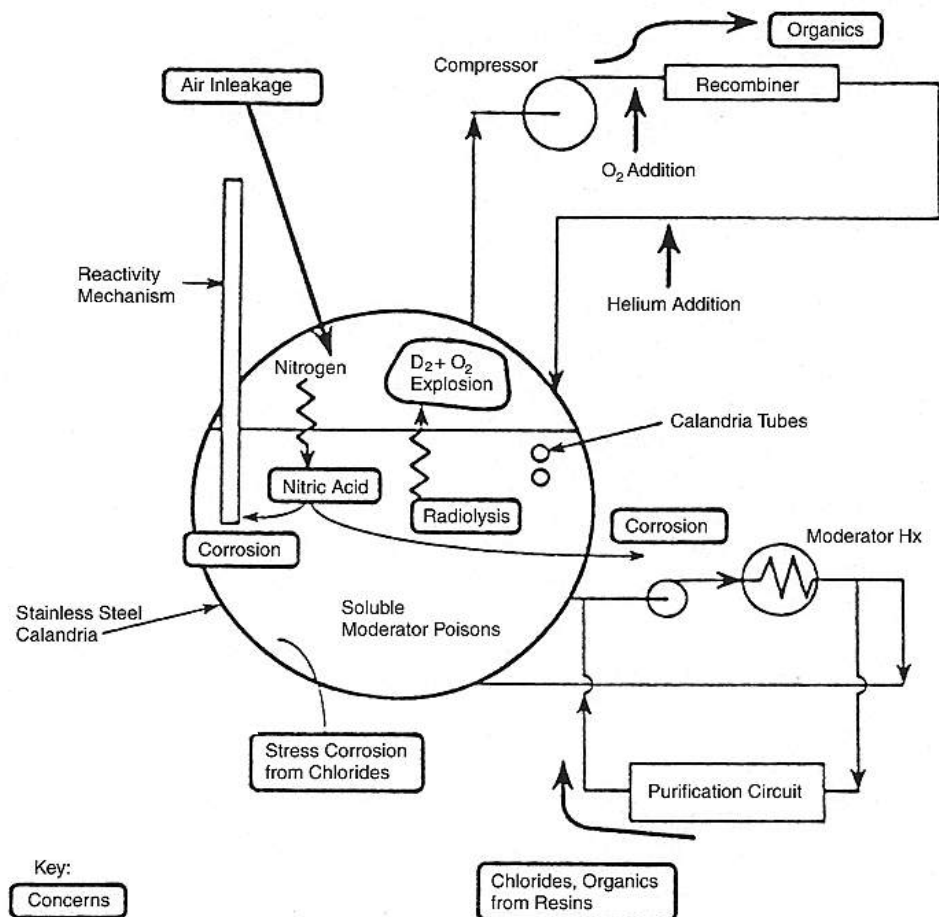 Organics
Compressor
Air Inleakage
Recombiner
O₂ Addition
Reactivity
Mechanism
Helium Addition
Nitrogen
D₂ + O₂
Explosion
Calandria Tubes
Nitric Acid
Radiolysis
Corrosion
Moderator Hx
Corrosion
Stainless Steel
Calandria
Soluble
Moderator Poisons
Stress Corrosion
from Chlorides
Purification Circuit
Key:
Concerns
Chlorides, Organics
from Resins